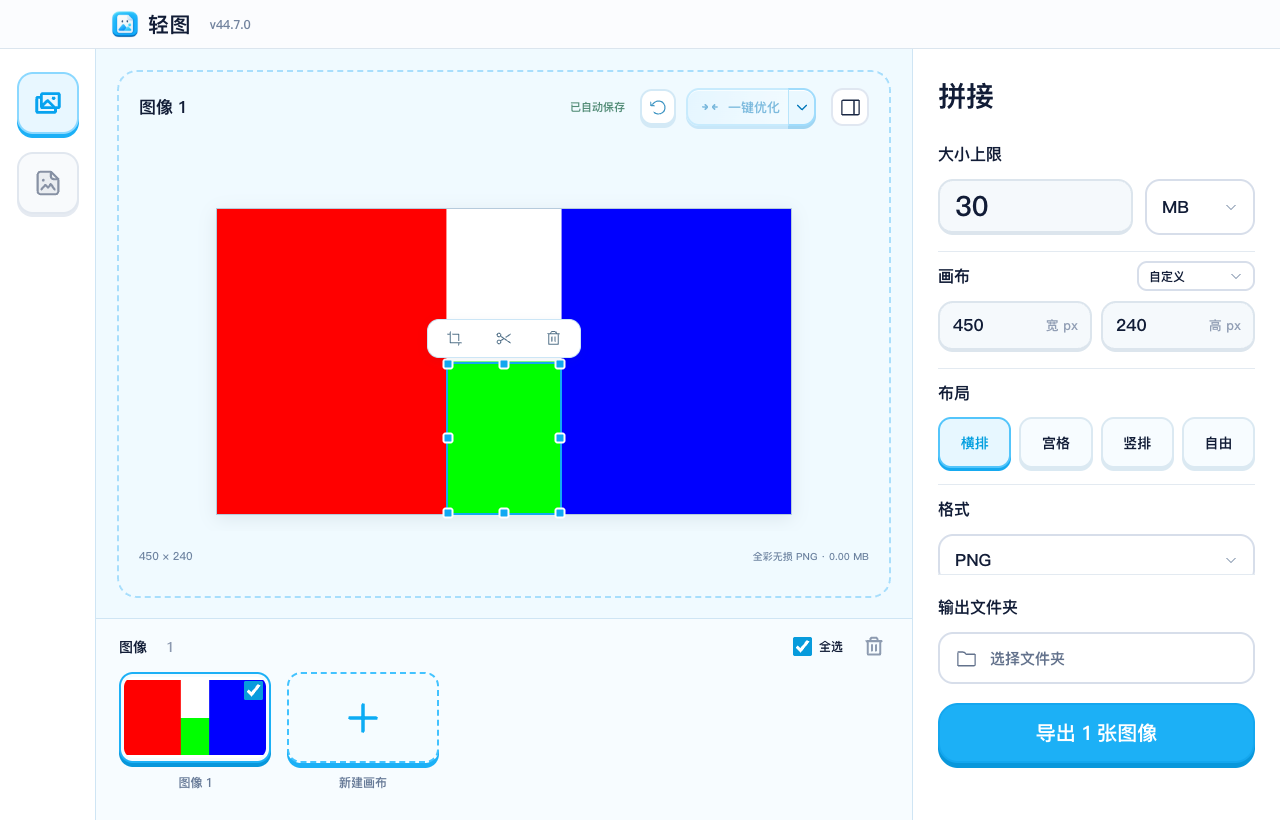 轻图 v44.7.0
图像 1
已自动保存
一键优化
450 × 240
全彩无损 PNG · 0.00 MB
图像 1
全选
图像 1
新建画布
拼接
大小上限
30
MB
画布
自定义
450 宽 px
240 高 px
布局
横排
宫格
竖排
自由
格式
PNG
输出文件夹
选择文件夹
导出 1 张图像